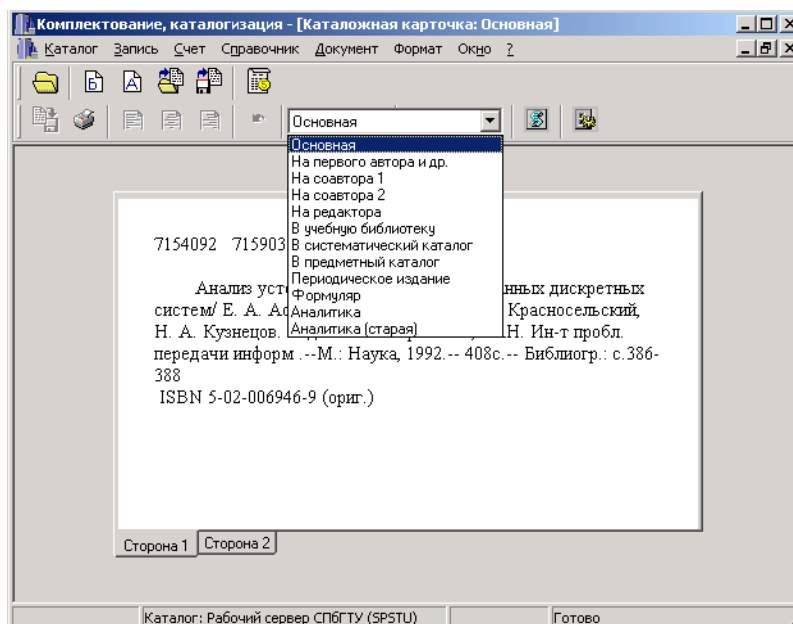 Комплектование, каталогизация - [Каталожная карточка: Основная]
Каталог Запись Счет Справочник Документ Формат Окно ?
Основная
Основная
На первого автора и др.
На соавтора 1
На соавтора 2
На редактора
В учебную библиотеку
В систематический каталог
В предметный каталог
Периодическое издание
Формуляр
Аналитика
Аналитика (старая)
7154092 715903
Анализ дискретных
систем/ Е. А. Красносельский,
Н. А. Кузнецов. Ин-т пробл.
передачи информ .--М.: Наука, 1992.-- 408с.-- Библиогр.: с.386-
388
ISBN 5-02-006946-9 (ориг.)
Сторона 1 Сторона 2
Каталог: Рабочий сервер СПбГТУ (SPSTU) Готово